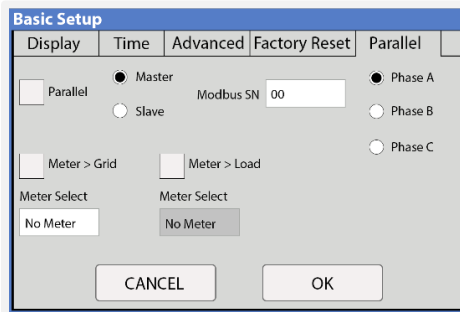 Basic Setup
Display Time Advanced Factory Reset Parallel
Parallel Master Modbus SN 00 Phase A
Slave Phase B
Phase C
Meter > Grid Meter > Load
Meter Select Meter Select
No Meter No Meter
CANCEL OK